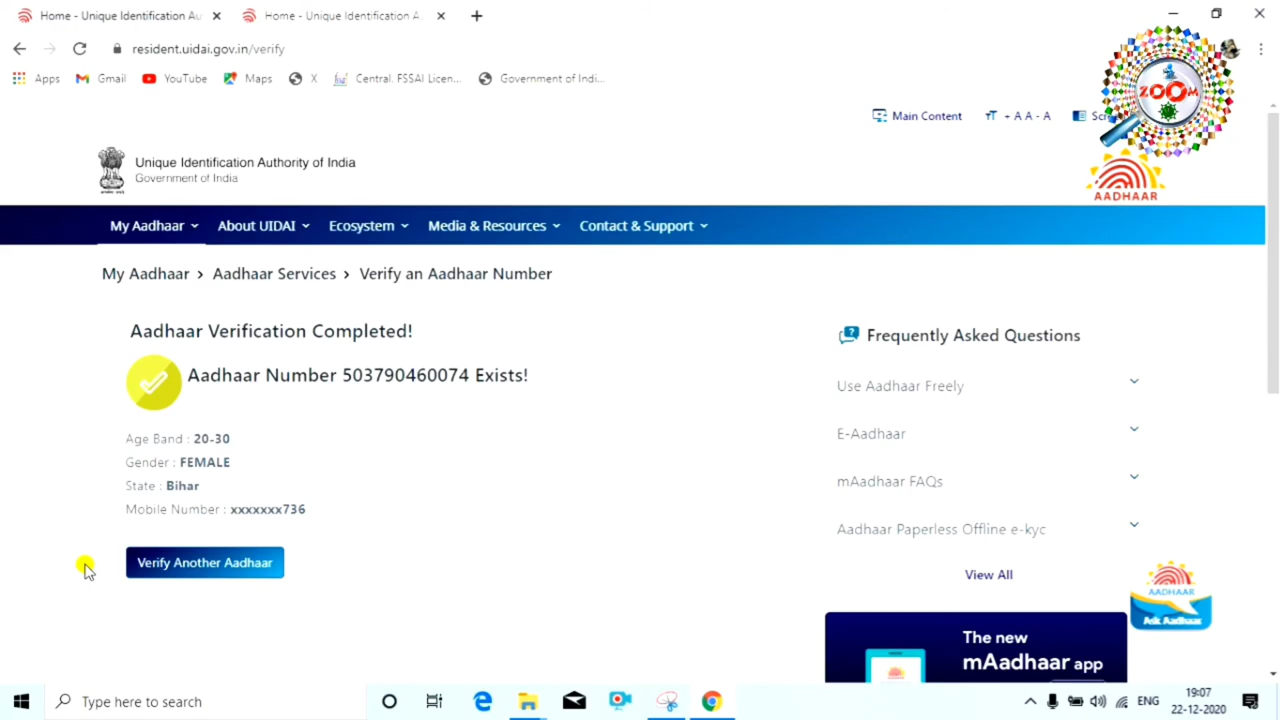 Home - Unique Identification Au
Home - Unique Identification A
resident.uidai.gov.in/verify
Apps
Gmail
YouTube
Maps
X
Central. FSSAI Licen...
Government of Indi...
Main Content
TT + A A - A
ZOOM
Unique Identification Authority of India
Government of India
AADHAAR
My Aadhaar
About UIDAI
Ecosystem
Media & Resources
Contact & Support
My Aadhaar > Aadhaar Services > Verify an Aadhaar Number
Aadhaar Verification Completed!
Aadhaar Number 503790460074 Exists!
Age Band : 20-30
Gender : FEMALE
State : Bihar
Mobile Number : xxxxxxx736
Verify Another Aadhaar
Frequently Asked Questions
Use Aadhaar Freely
E-Aadhaar
mAadhaar FAQs
Aadhaar Paperless Offline e-kyc
View All
AADHAAR
Ask Aadhaar
The new
mAadhaar app
Type here to search
ENG
19:07
22-12-2020